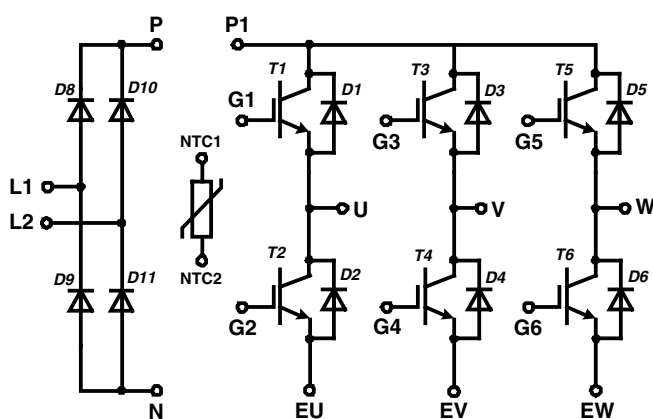 P P1
D8 D10 T1 D1 T3 D3 T5 D5
G1 G3 G5
NTC1
L1
L2
U V W
NTC2
D9 D11 T2 D2 T4 D4 T6 D6
G2 G4 G6
N EU EV EW